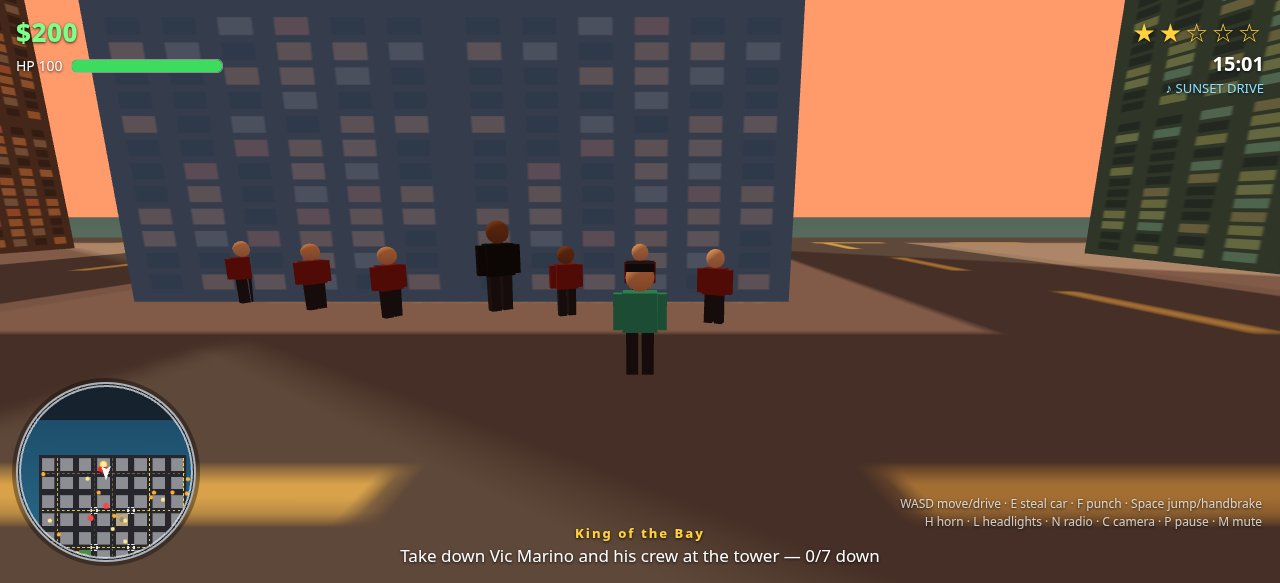 $200
HP 100
★★☆☆☆
15:01
♪ SUNSET DRIVE
WASD move/drive · E steal car · F punch · Space jump/handbrake
H horn · L headlights · N radio · C camera · P pause · M mute
King of the Bay
Take down Vic Marino and his crew at the tower — 0/7 down